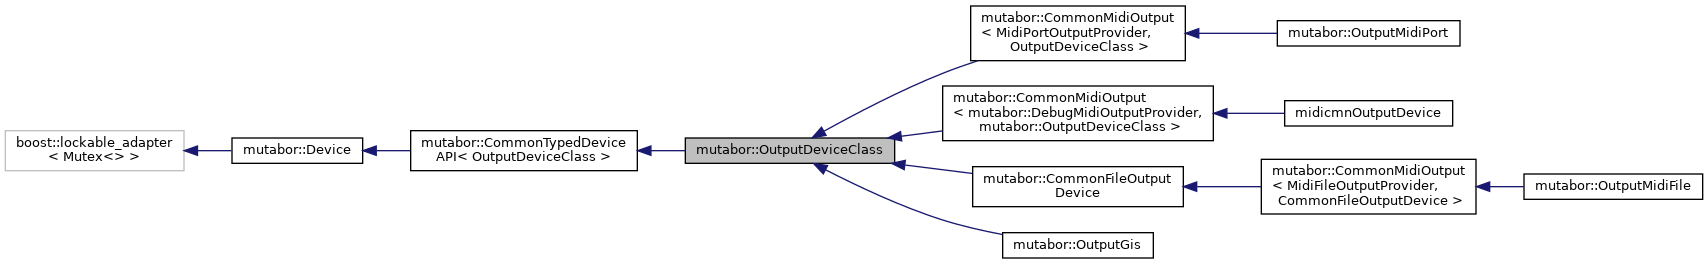 boost::lockable_adapter
< Mutex<> >
mutabor::Device
mutabor::CommonTypedDevice
API< OutputDeviceClass >
mutabor::OutputDeviceClass
mutabor::CommonMidiOutput
< MidiPortOutputProvider,
OutputDeviceClass >
mutabor::OutputMidiPort
mutabor::CommonMidiOutput
< mutabor::DebugMidiOutputProvider,
mutabor::OutputDeviceClass >
midicmnOutputDevice
mutabor::CommonFileOutput
Device
mutabor::CommonMidiOutput
< MidiFileOutputProvider,
CommonFileOutputDevice >
mutabor::OutputMidiFile
mutabor::OutputGis